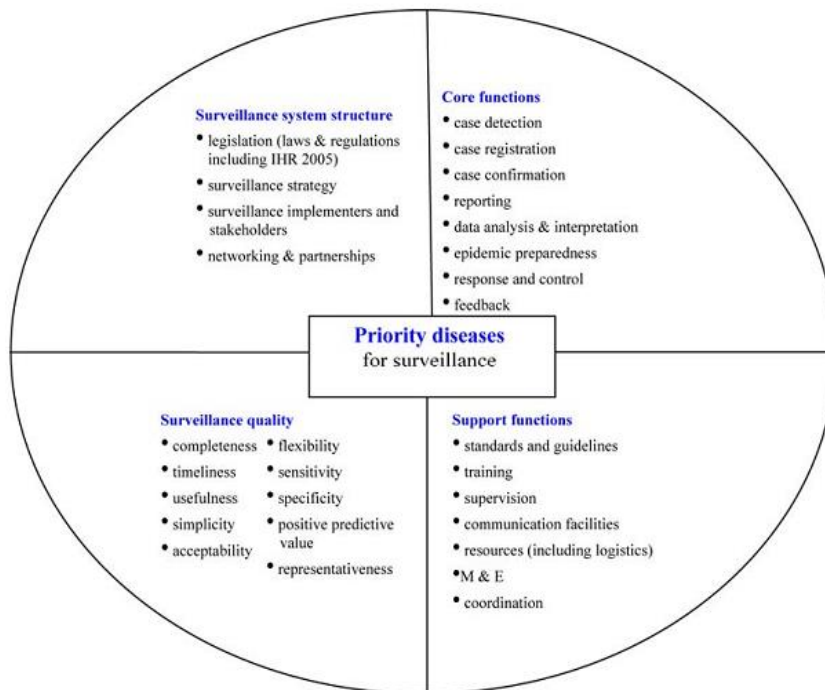 Surveillance system structure
• legislation (laws & regulations
including IHR 2005)
• surveillance strategy
• surveillance implementers and
stakeholders
• networking & partnerships
Core functions
• case detection
• case registration
• case confirmation
• reporting
• data analysis & interpretation
• epidemic preparedness
• response and control
• feedback
Priority diseases
for surveillance
Surveillance quality
• completeness
• timeliness
• usefulness
• simplicity
• acceptability
• flexibility
• sensitivity
• specificity
• positive predictive
value
• representativeness
Support functions
• standards and guidelines
• training
• supervision
• communication facilities
• resources (including logistics)
•M & E
• coordination